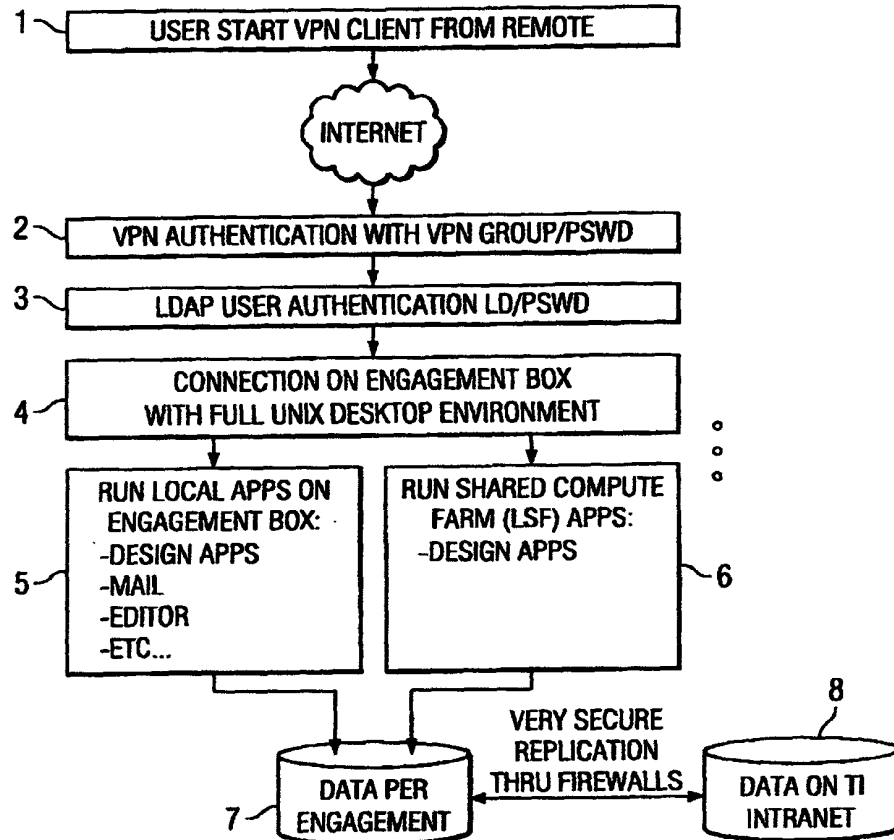 1
USER START VPN CLIENT FROM REMOTE
INTERNET
2
VPN AUTHENTICATION WITH VPN GROUP/PSWD
3
LDAP USER AUTHENTICATION LD/PSWD
4
CONNECTION ON ENGAGEMENT BOX
WITH FULL UNIX DESKTOP ENVIRONMENT
5
RUN LOCAL APPS ON
ENGAGEMENT BOX:
-DESIGN APPS
-MAIL
-EDITOR
-ETC...
RUN SHARED COMPUTE
FARM (LSF) APPS:
-DESIGN APPS
6
7
DATA PER
ENGAGEMENT
VERY SECURE
REPLICATION
THRU FIREWALLS
8
DATA ON TI
INTRANET